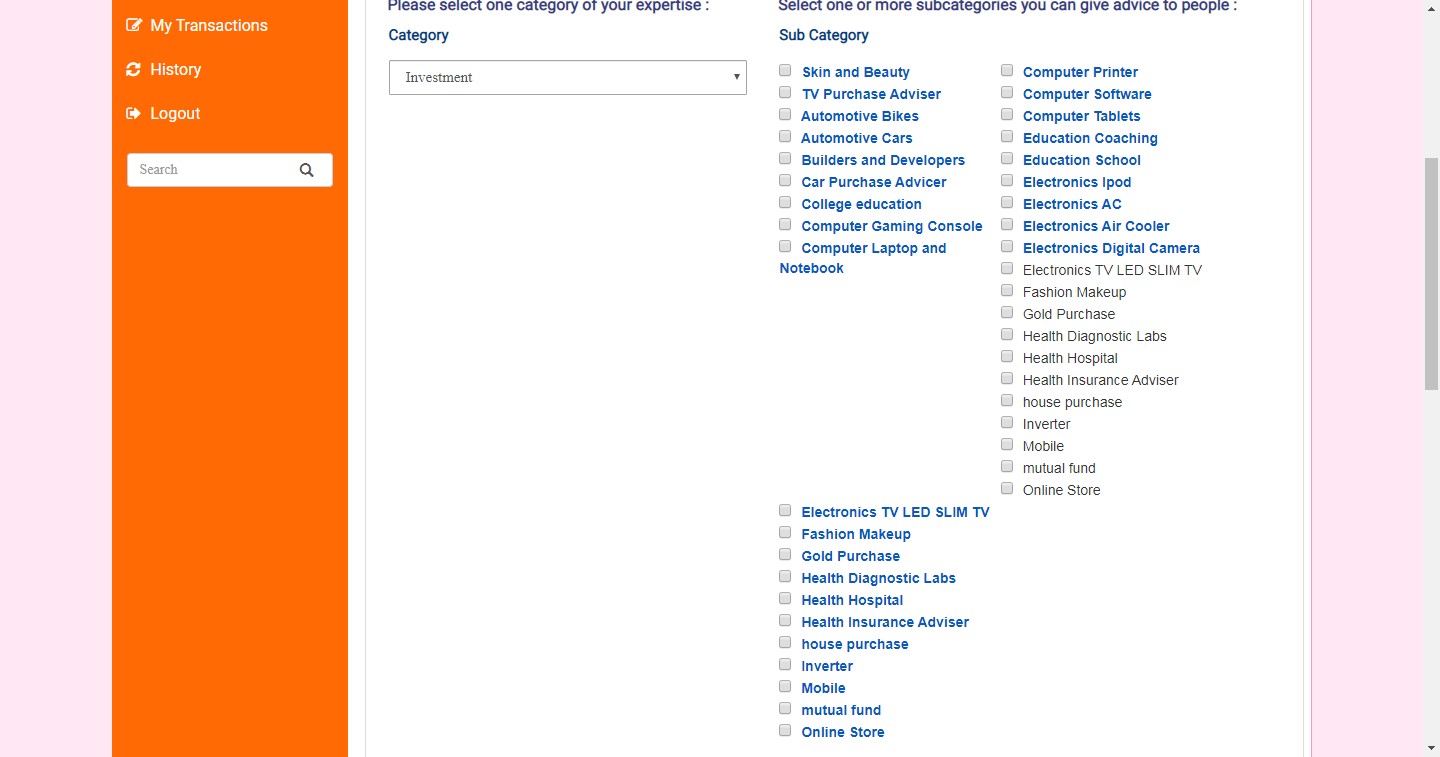 My Transactions
History
Logout
Search
Please select one category of your expertise :
Category
Investment
Select one or more subcategories you can give advice to people :
Sub Category
Skin and Beauty
TV Purchase Adviser
Automotive Bikes
Automotive Cars
Builders and Developers
Car Purchase Advicer
College education
Computer Gaming Console
Computer Laptop and
Notebook
Computer Printer
Computer Software
Computer Tablets
Education Coaching
Education School
Electronics Ipod
Electronics AC
Electronics Air Cooler
Electronics Digital Camera
Electronics TV LED SLIM TV
Fashion Makeup
Gold Purchase
Health Diagnostic Labs
Health Hospital
Health Insurance Adviser
house purchase
Inverter
Mobile
mutual fund
Online Store
Electronics TV LED SLIM TV
Fashion Makeup
Gold Purchase
Health Diagnostic Labs
Health Hospital
Health Insurance Adviser
house purchase
Inverter
Mobile
mutual fund
Online Store